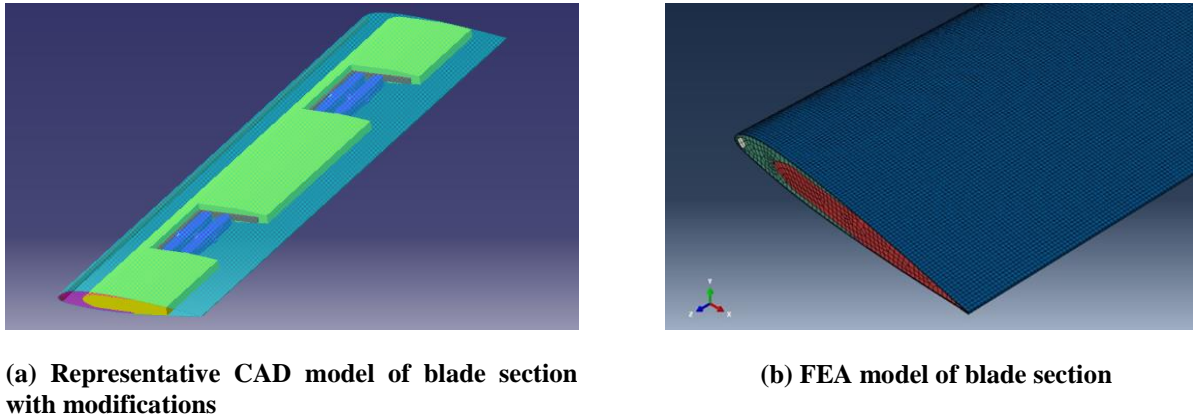 Y
Z
X
(a) Representative CAD model of blade section
with modifications
(b) FEA model of blade section